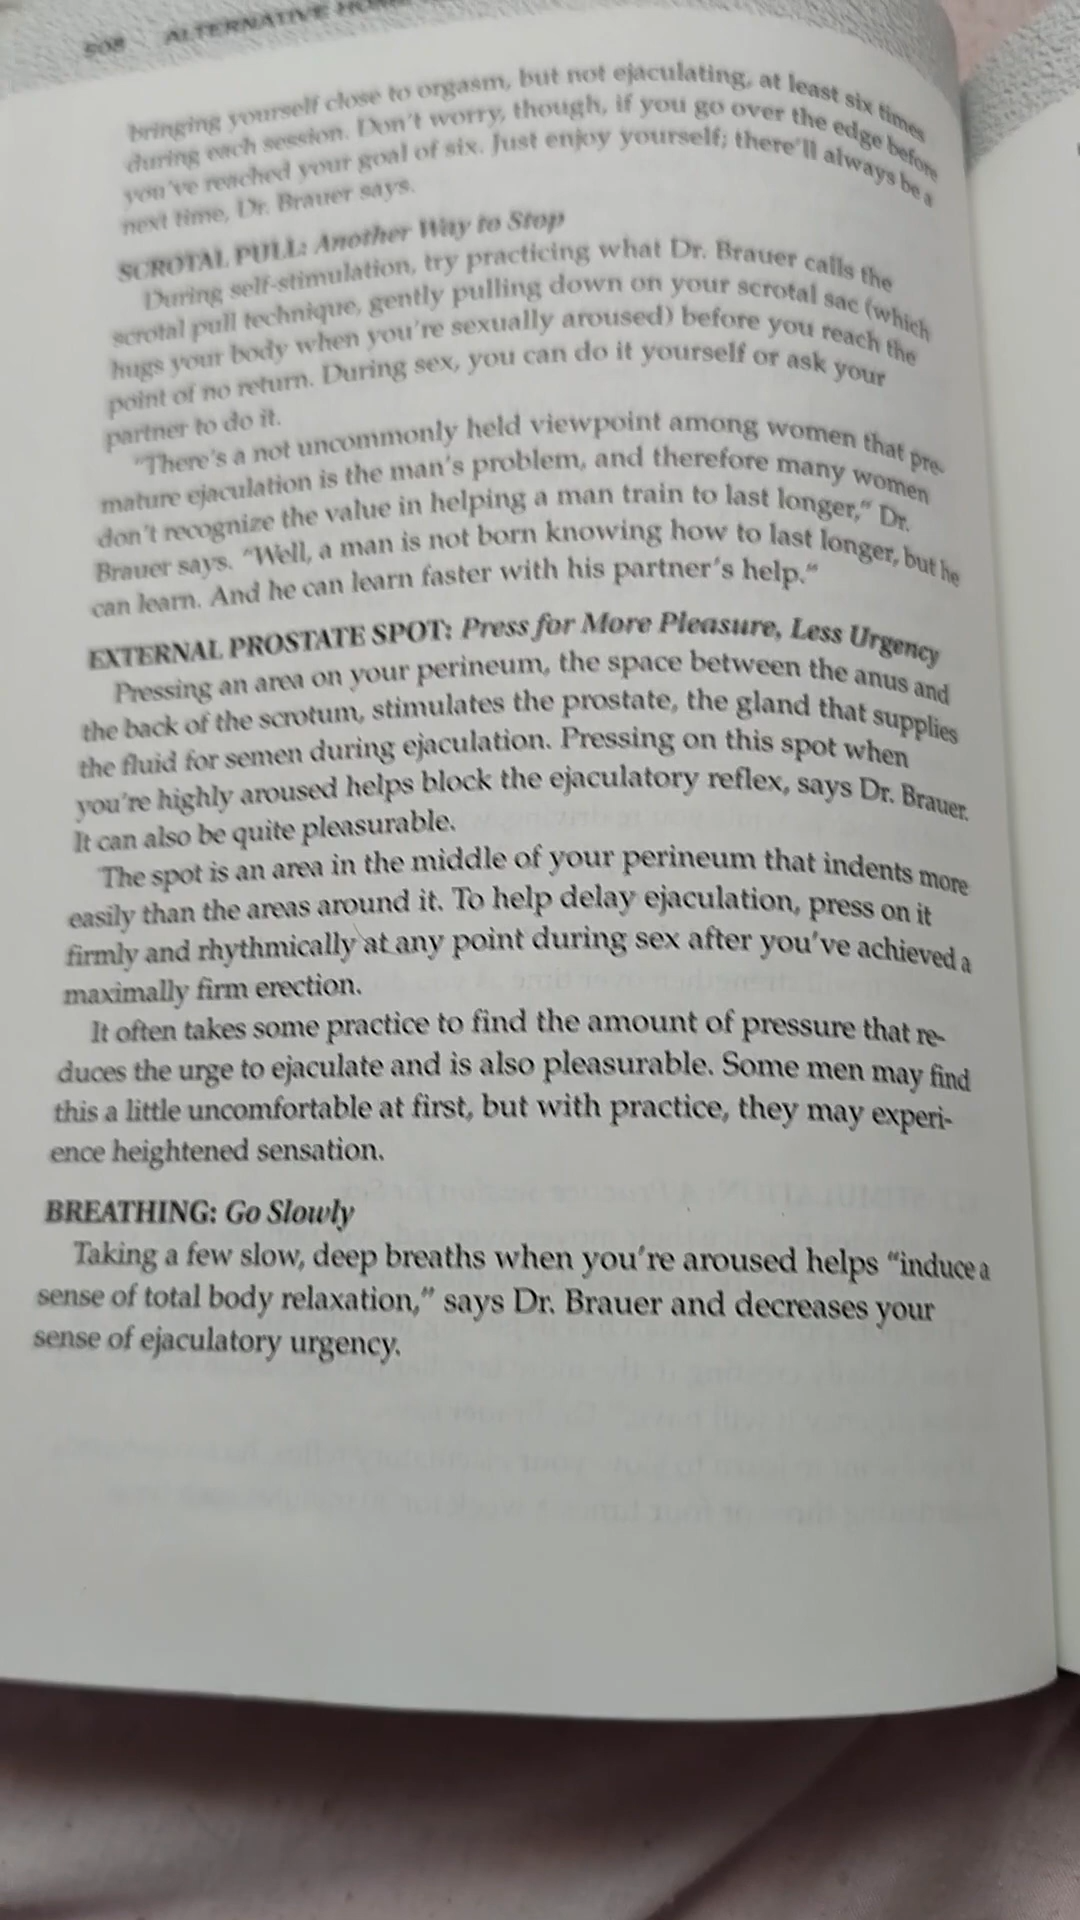 508 ALTERNATIVE
bringing yourself close to orgasm, but not ejaculating, at least six times
during each session. Don't worry, though, if you go over the edge before
you've reached your goal of six. Just enjoy yourself; there'll always be a
next time, Dr. Brauer says.
SCROTAL PULL: Another Way to Stop
During self-stimulation, try practicing what Dr. Brauer calls the
scrotal pull technique, gently pulling down on your scrotal sac (which
hugs your body when you're sexually aroused) before you reach the
point of no return. During sex, you can do it yourself or ask your
partner to do it.
"There's a not uncommonly held viewpoint among women that pre-
mature ejaculation is the man's problem, and therefore many women
don't recognize the value in helping a man train to last longer," Dr.
Brauer says. "Well, a man is not born knowing how to last longer, but he
can learn. And he can learn faster with his partner's help."
EXTERNAL PROSTATE SPOT: Press for More Pleasure, Less Urgency
Pressing an area on your perineum, the space between the anus and
the back of the scrotum, stimulates the prostate, the gland that supplies
the fluid for semen during ejaculation. Pressing on this spot when
you're highly aroused helps block the ejaculatory reflex, says Dr. Brauer.
It can also be quite pleasurable.
The spot is an area in the middle of your perineum that indents more
easily than the areas around it. To help delay ejaculation, press on it
firmly and rhythmically at any point during sex after you've achieved a
maximally firm erection.
It often takes some practice to find the amount of pressure that re-
duces the urge to ejaculate and is also pleasurable. Some men may find
this a little uncomfortable at first, but with practice, they may experi-
ence heightened sensation.
BREATHING: Go Slowly
Taking a few slow, deep breaths when you're aroused helps "induce a
sense of total body relaxation," says Dr. Brauer and decreases your
sense of ejaculatory urgency.